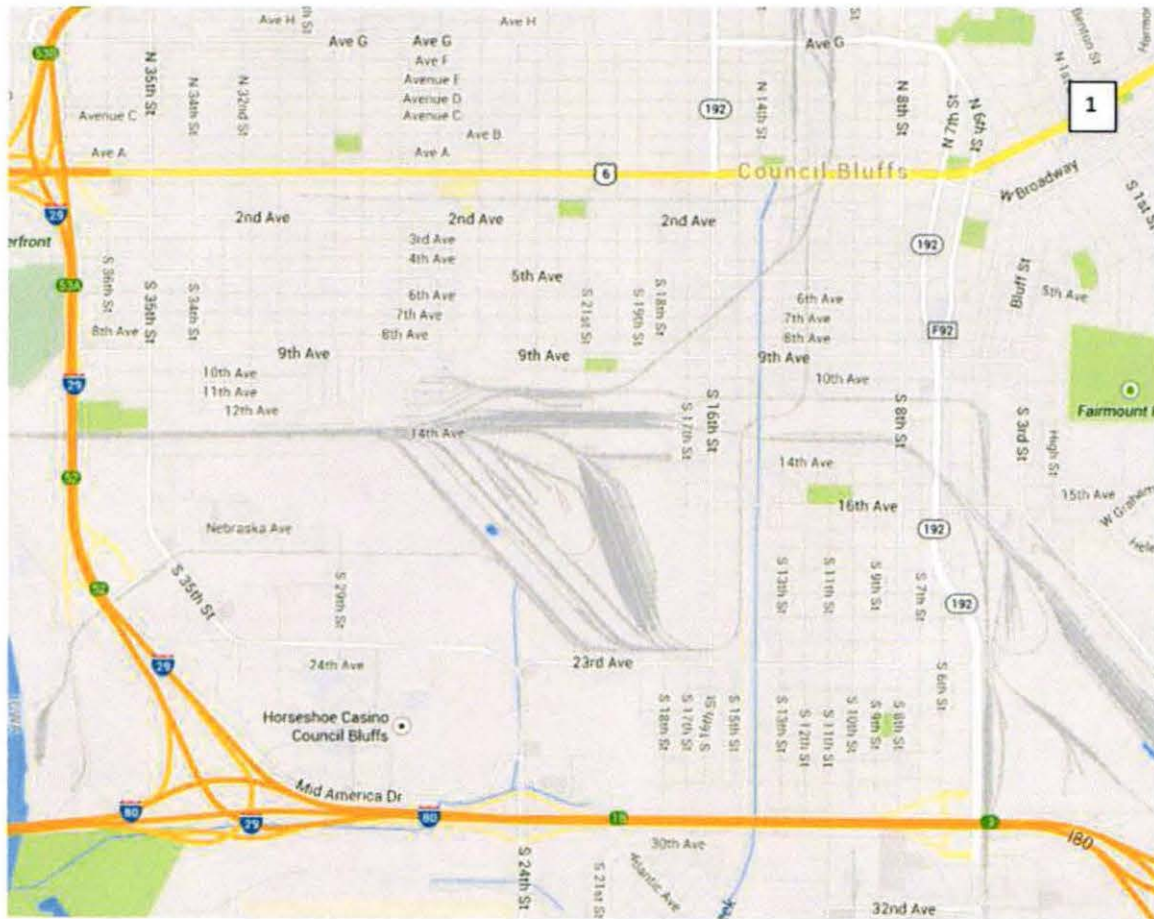 Ave H
Ave H
Ave G
Ave G
Ave F
Avenue E
Avenue D
Avenue C
Ave B
Ave A
Avenue C
Ave A
N 35th St
N 34th St
N 32nd St
192
N 14th St
Ave G
N 8th St
N 7th St
N 6th St
Benton St
1
6
Council Bluffs
W Broadway
S 1st St
29
2nd Ave
2nd Ave
2nd Ave
3rd Ave
4th Ave
5th Ave
192
Bluff St
5th Ave
53A
S 36th St
S 35th St
S 34th St
6th Ave
7th Ave
8th Ave
8th Ave
S 21st St
S 19th St
S 18th St
6th Ave
7th Ave
8th Ave
F92
9th Ave
9th Ave
9th Ave
10th Ave
11th Ave
12th Ave
10th Ave
29
14th Ave
S 17th St
S 16th St
S 8th St
S 3rd St
High St
52
14th Ave
16th Ave
15th Ave
Nebraska Ave
192
S 35th St
S 29th St
52
S 13th St
S 11th St
S 9th St
S 7th St
192
29
24th Ave
23rd Ave
S 6th St
Horseshoe Casino
Council Bluffs
S 18th St
S 17th St
S 15th St
S 13th St
S 12th St
S 11th St
S 10th St
S 9th St
S 8th St
Mid America Dr
80
29
80
1B
3
I80
30th Ave
S 24th St
S 21st St
Atlantic Ave
32nd Ave